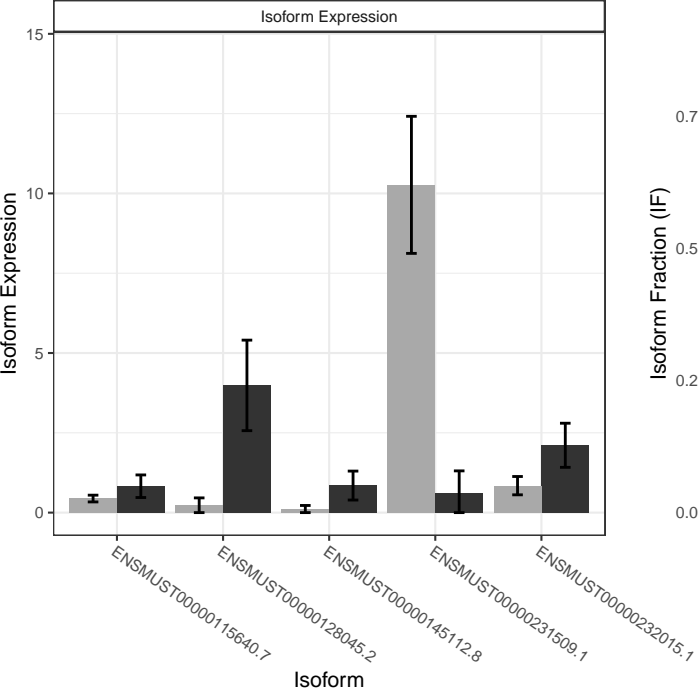 Isoform Expression
15
10
5
0
Isoform Expression
ENSMUST00000115640.7
ENSMUST00000128045.2
ENSMUST00000145112.8
ENSMUST00000231509.1
ENSMUST00000232015.1
Isoform
Isoform Fraction (IF)
0.7
0.5
0.2
0.0